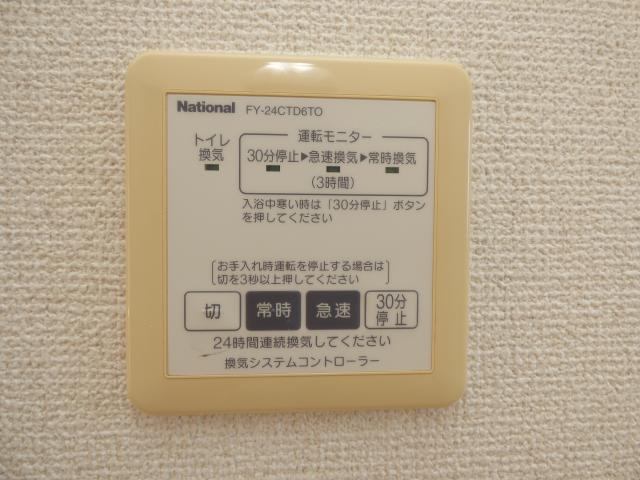 National FY-24CTD6TO
トイレ
換気
運転モニター
30分停止▶急速換気▶常時換気
(3時間)
入浴中寒い時は「30分停止」ボタン
を押してください
お手入れ時運転を停止する場合は
切を3秒以上押してください
切 常時 急速 30分
停止
24時間連続換気してください
換気システムコントローラー